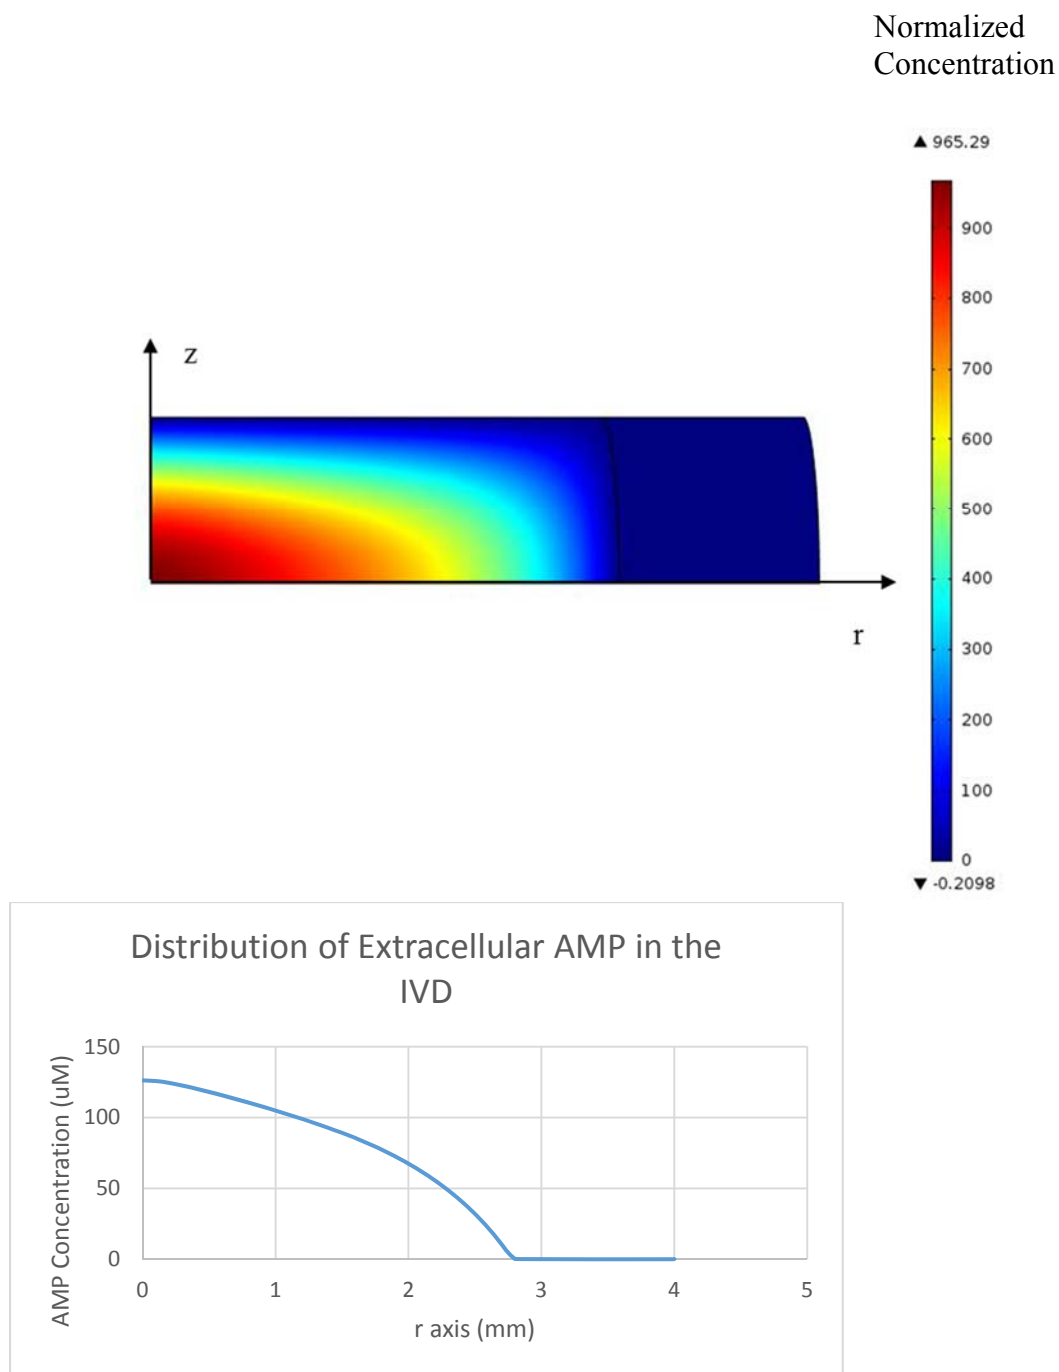 Normalized
Concentration
▲ 965.29
900
800
700
600
500
400
300
200
100
0
▼ -0.2098
z
r
Distribution of Extracellular AMP in the
IVD
AMP Concentration (uM)
150
100
50
0
0 1 2 3 4 5
r axis (mm)